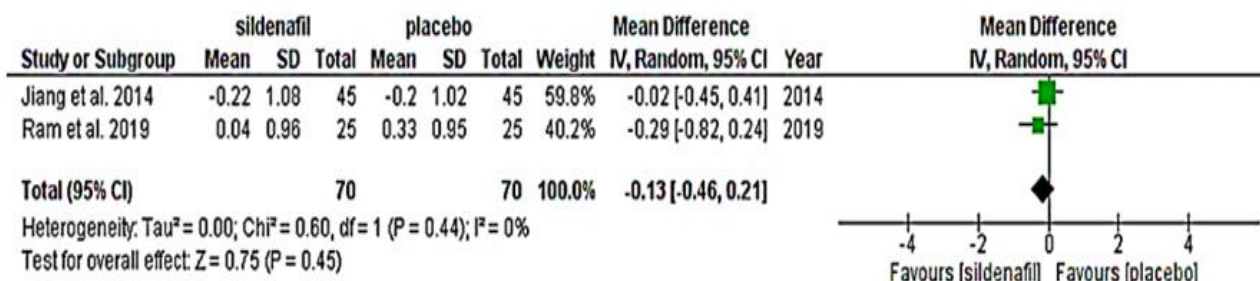 sildenafil placebo Mean Difference Mean Difference
Study or Subgroup Mean SD Total Mean SD Total Weight IV, Random, 95% CI Year IV, Random, 95% CI
Jiang et al. 2014 -0.22 1.08 45 -0.2 1.02 45 59.8% -0.02 [-0.45, 0.41] 2014
Ram et al. 2019 0.04 0.96 25 0.33 0.95 25 40.2% -0.29 [-0.82, 0.24] 2019
Total (95% CI) 70 70 100.0% -0.13 [-0.46, 0.21]
Heterogeneity: Tau² = 0.00; Chi² = 0.60, df = 1 (P = 0.44); I² = 0%
Test for overall effect: Z = 0.75 (P = 0.45)
-4 -2 0 2 4
Favours [sildenafil] Favours [placebo]